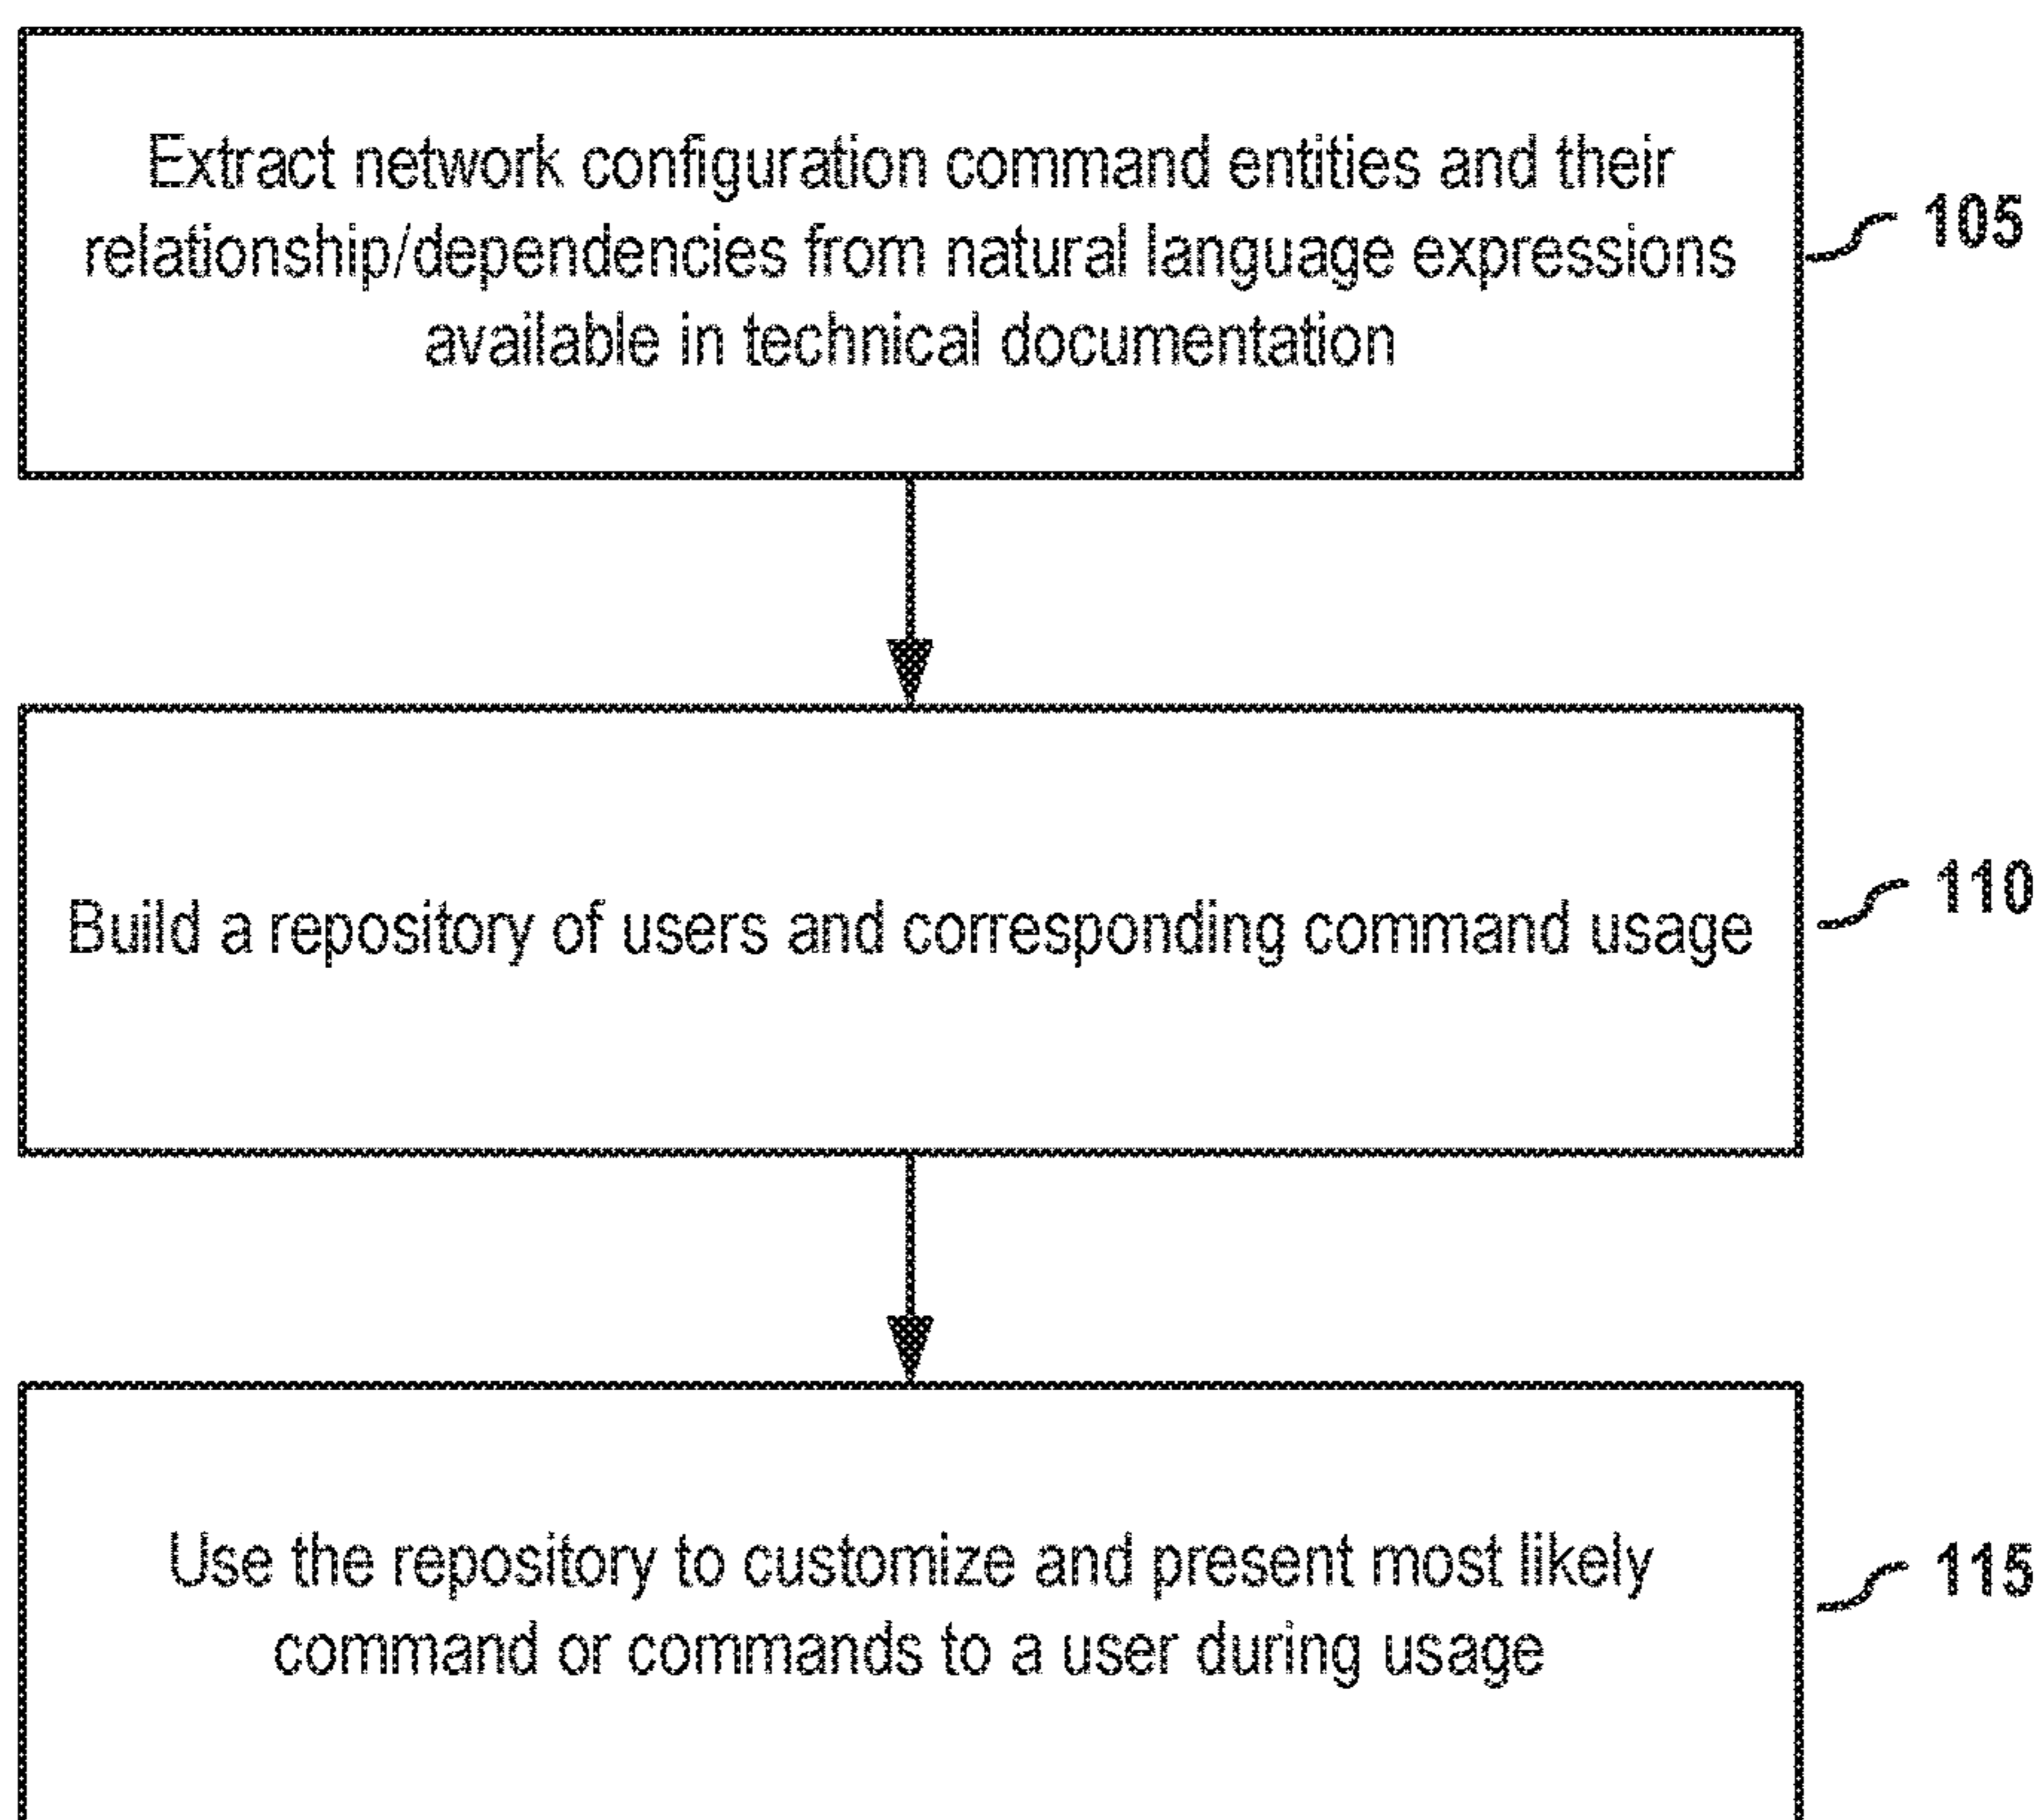 Extract network configuration command entities and their
relationship/dependencies from natural language expressions
available in technical documentation
105
Build a repository of users and corresponding command usage
110
Use the repository to customize and present most likely
command or commands to a user during usage
115